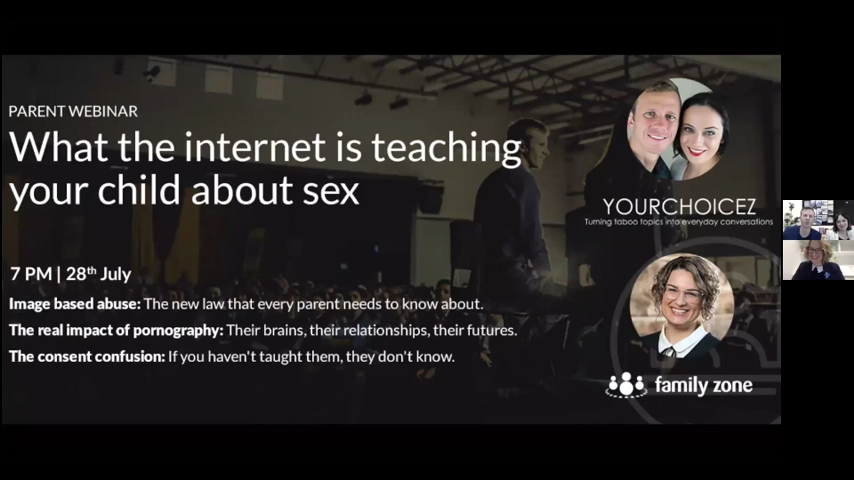 PARENT WEBINAR
What the internet is teaching
your child about sex
7 PM | 28th July
Image based abuse: The new law that every parent needs to know about.
The real impact of pornography: Their brains, their relationships, their futures.
The consent confusion: If you haven't taught them, they don't know.
YOURCHOICEZ
Turning taboo topics into everyday conversations
family zone